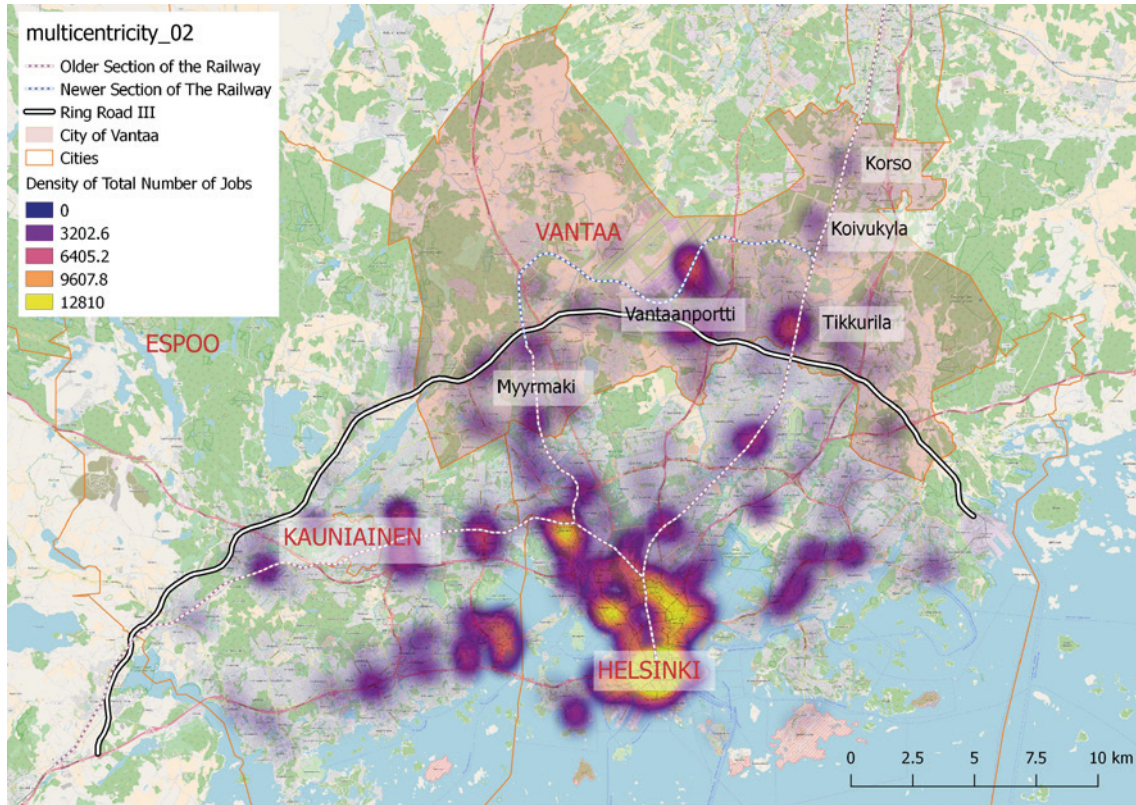 multicentricity_02
Older Section of the Railway
Newer Section of The Railway
Ring Road III
City of Vantaa
Cities
Density of Total Number of Jobs
0
3202.6
6405.2
9607.8
12810
Korso
Koivukyla
VANTAA
Vantaanportti
Tikkurila
ESPOO
Myyrmaki
KAUNIAINEN
HELSINKI
0 2.5 5 7.5 10 km